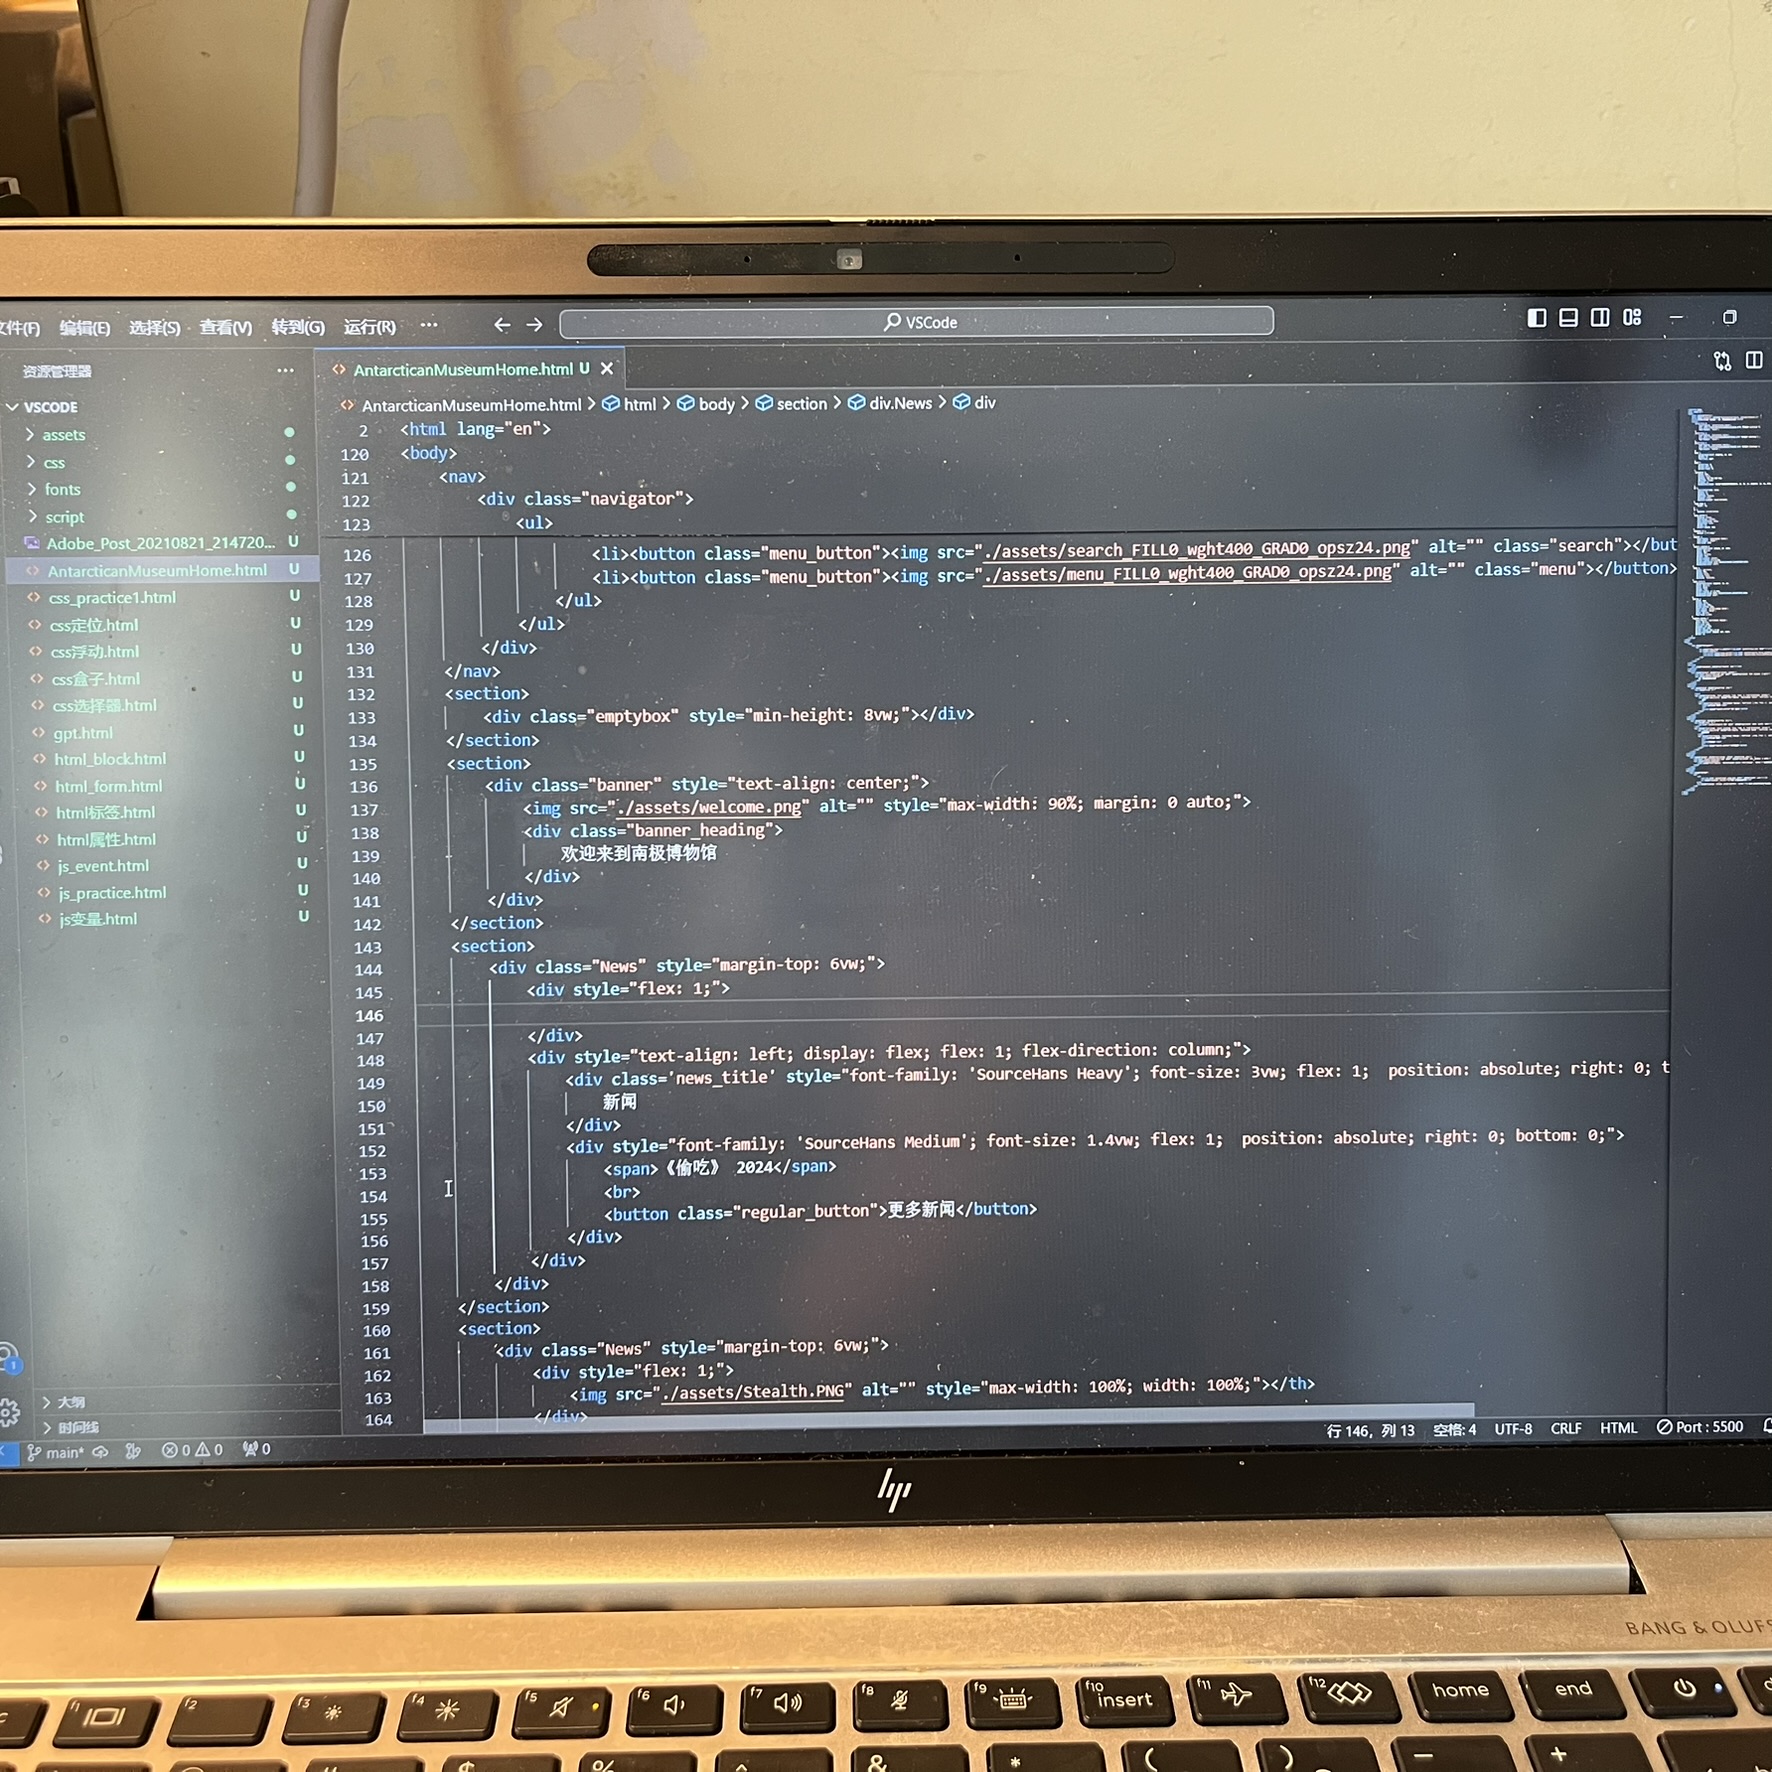 文件(F) 编辑(E) 选择(S) 查看(V) 转到(G) 运行(R) ··· VSCode
资源管理器 ···
VSCODE
assets
css
fonts
script
Adobe_Post_20210821_214720... U
AntarcticanMuseumHome.html U
css_practice1.html U
css定位.html U
css浮动.html U
css盒子.html U
css选择器.html U
gpt.html U
html_block.html U
html_form.html U
html标签.html U
html属性.html U
js_event.html U
js_practice.html U
js变量.html U
大纲
时间线
AntarcticanMuseumHome.html U
AntarcticanMuseumHome.html > html > body > section > div.News > div
2 <html lang="en">
120 <body>
121 <nav>
122 <div class="navigator">
123 <ul>
126 <li><button class="menu_button"><img src="./assets/search_FILL0_wght400_GRAD0_opsz24.png" alt="" class="search"></but
127 <li><button class="menu_button"><img src="./assets/menu_FILL0_wght400_GRAD0_opsz24.png" alt="" class="menu"></button>
128 </ul>
129 </ul>
130 </div>
131 </nav>
132 <section>
133 <div class="emptybox" style="min-height: 8vw;"></div>
134 </section>
135 <section>
136 <div class="banner" style="text-align: center;">
137 <img src="./assets/welcome.png" alt="" style="max-width: 90%; margin: 0 auto;">
138 <div class="banner_heading">
139 欢迎来到南极博物馆
140 </div>
141 </div>
142 </section>
143 <section>
144 <div class="News" style="margin-top: 6vw;">
145 <div style="flex: 1;">
146
147 </div>
148 <div style="text-align: left; display: flex; flex: 1; flex-direction: column;">
149 <div class='news_title' style="font-family: 'SourceHans Heavy'; font-size: 3vw; flex: 1;  position: absolute; right: 0; t
150 新闻
151 </div>
152 <div style="font-family: 'SourceHans Medium'; font-size: 1.4vw; flex: 1;  position: absolute; right: 0; bottom: 0;">
153 <span>《偷吃》 2024</span>
154 <br>
155 <button class="regular_button">更多新闻</button>
156 </div>
157 </div>
158 </div>
159 </section>
160 <section>
161 <div class="News" style="margin-top: 6vw;">
162 <div style="flex: 1;">
163 <img src="./assets/Stealth.PNG" alt="" style="max-width: 100%; width: 100%;"></th>
164 </div>
1
main* 0 0 0 行 146, 列 13 空格: 4 UTF-8 CRLF HTML Port : 5500
hp
BANG & OLUFS
c f1 f2 f3 f4 f5 f6 f7 f8 f9 f10 insert f11 f12 home end
$ % ^ & * ( ) – +